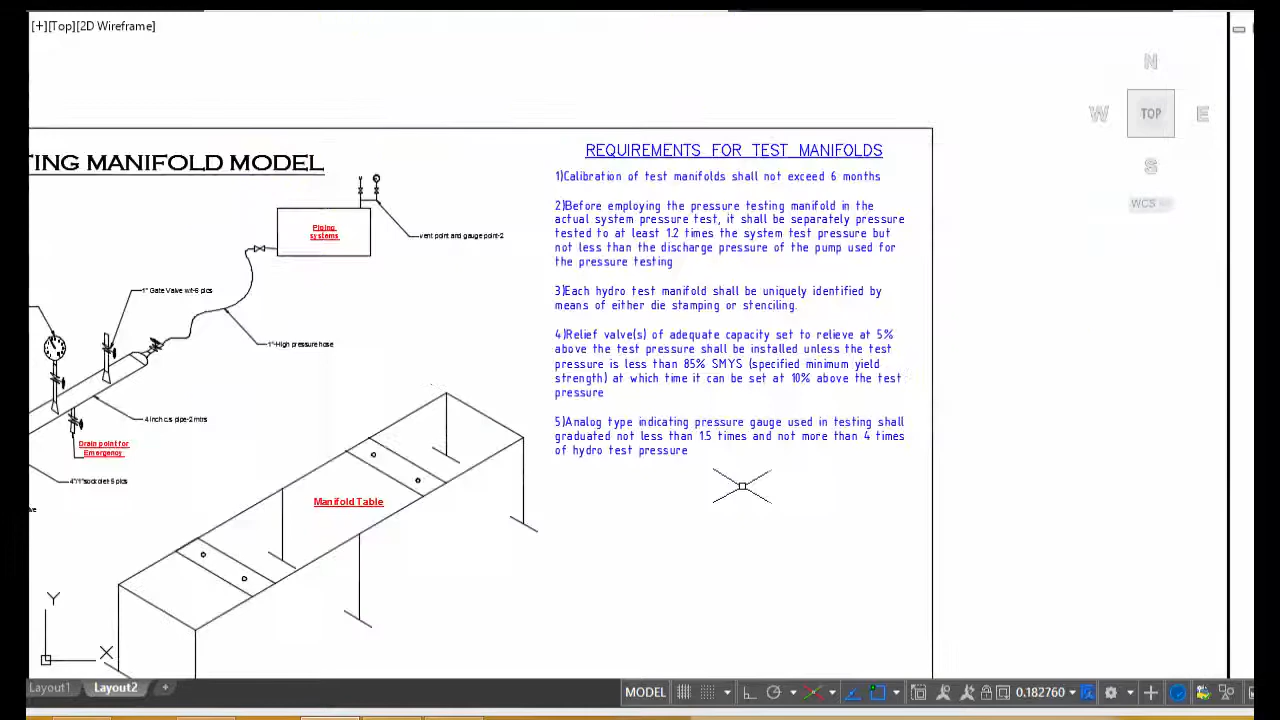 [+][Top][2D Wireframe]
N
W
TOP
E
S
WCS
TING MANIFOLD MODEL
Piping
systems
vent point and gauge point-2
1" Gate Valve wit-6 pics
1"-High pressure hose
4 inch c.s pipe-2 mtrs
Drain point for
Emergency
4"/1"sockolet-5 pics
Manifold Table
REQUIREMENTS FOR TEST MANIFOLDS
1)Calibration of test manifolds shall not exceed 6 months
2)Before employing the pressure testing manifold in the
actual system pressure test, it shall be separately pressure
tested to at least 1.2 times the system test pressure but
not less than the discharge pressure of the pump used for
the pressure testing
3)Each hydro test manifold shall be uniquely identified by
means of either die stamping or stenciling.
4)Relief valve(s) of adequate capacity set to relieve at 5%
above the test pressure shall be installed unless the test
pressure is less than 85% SMYS (specified minimum yield
strength) at which time it can be set at 10% above the test
pressure
5)Analog type indicating pressure gauge used in testing shall
graduated not less than 1.5 times and not more than 4 times
of hydro test pressure
Y
X
Layout1
Layout2
+
MODEL
0.182760